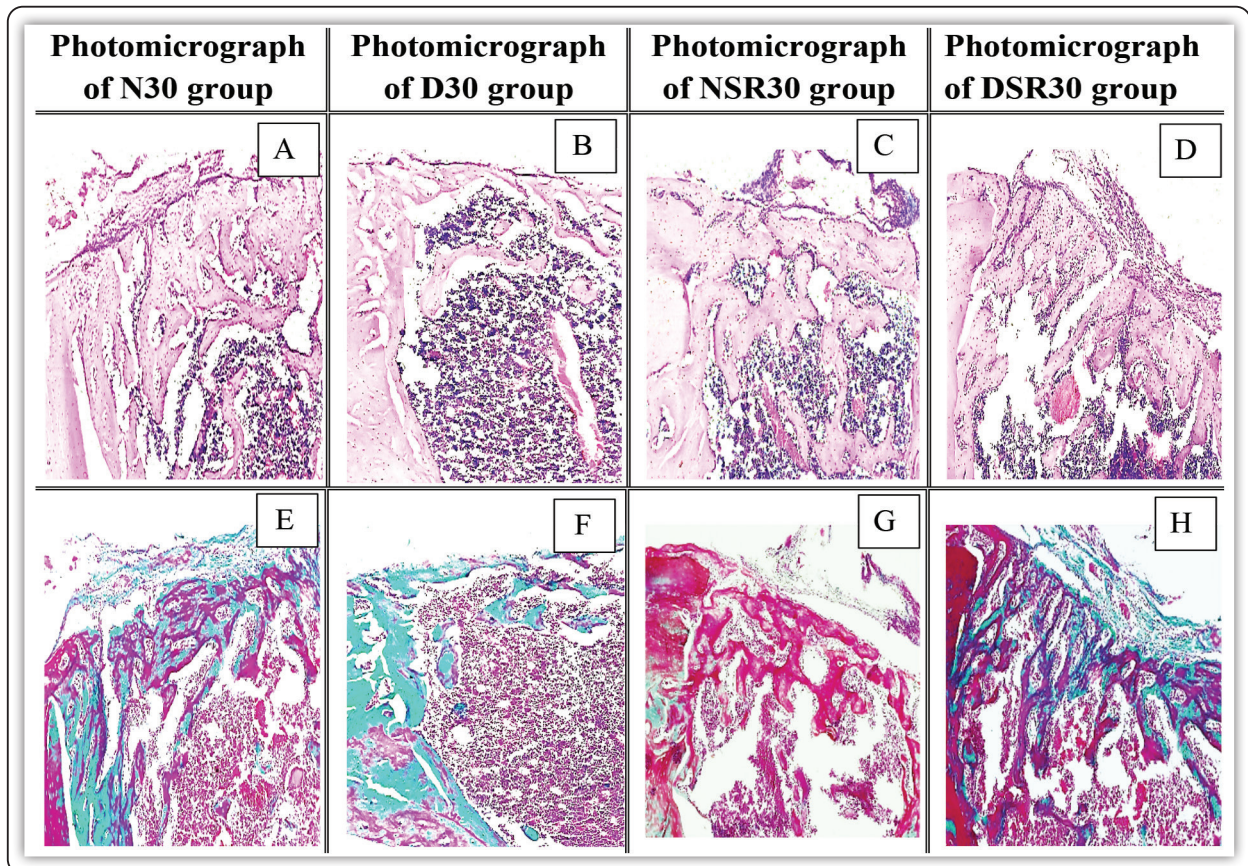 Photomicrograph
of N30 group
Photomicrograph
of D30 group
Photomicrograph
of NSR30 group
Photomicrograph
of DSR30 group
A
B
C
D
E
F
G
H